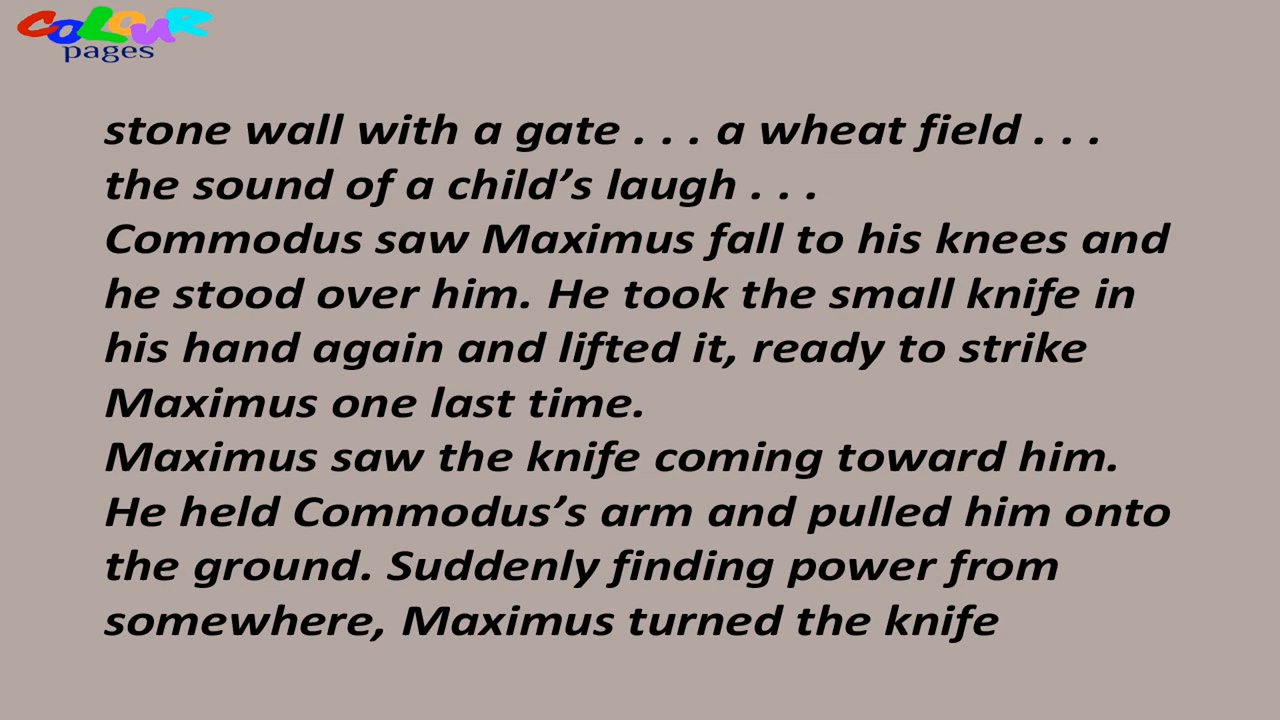 COLOUR
pages
stone wall with a gate . . . a wheat field . . .
the sound of a child’s laugh . . .
Commodus saw Maximus fall to his knees and
he stood over him. He took the small knife in
his hand again and lifted it, ready to strike
Maximus one last time.
Maximus saw the knife coming toward him.
He held Commodus’s arm and pulled him onto
the ground. Suddenly finding power from
somewhere, Maximus turned the knife